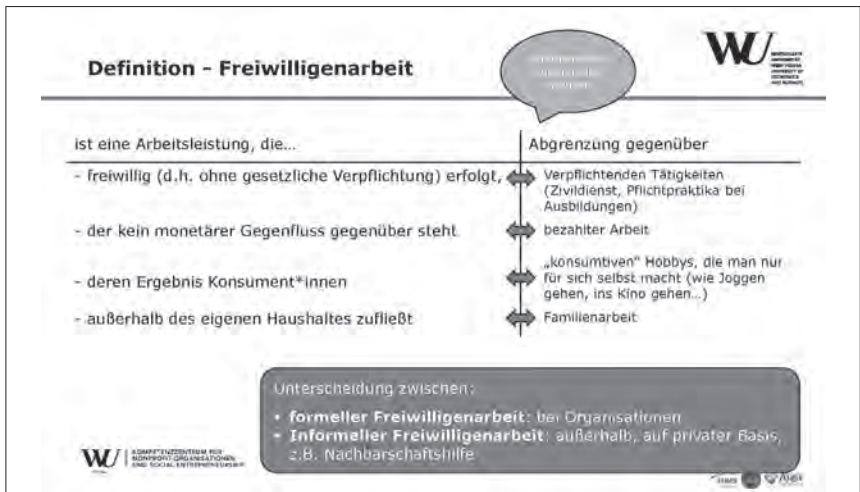 Definition – Freiwilligenarbeit
WU
ist eine Arbeitsleistung, die...
Abgrenzung gegenüber
- freiwillig (d.h. ohne gesetzliche Verpflichtung) erfolgt,
Verpflichtenden Tätigkeiten
(Zivildienst, Pflichtpraktika bei
Ausbildungen)
- der kein monetärer Gegenfluss gegenüber steht
bezahlter Arbeit
- deren Ergebnis Konsument*innen
„konsumtiven" Hobbys, die man nur
für sich selbst macht (wie Joggen
gehen, ins Kino gehen...)
- außerhalb des eigenen Haushaltes zufließt
Familienarbeit
Unterscheidung zwischen:
• formeller Freiwilligenarbeit: bei Organisationen
• Informeller Freiwilligenarbeit: außerhalb, auf privater Basis,
z.B. Nachbarschaftshilfe
WU
KOMPETENZZENTRUM FÜR
NONPROFIT-ORGANISATIONEN
AND SOCIAL ENTREPRENEURSHIP